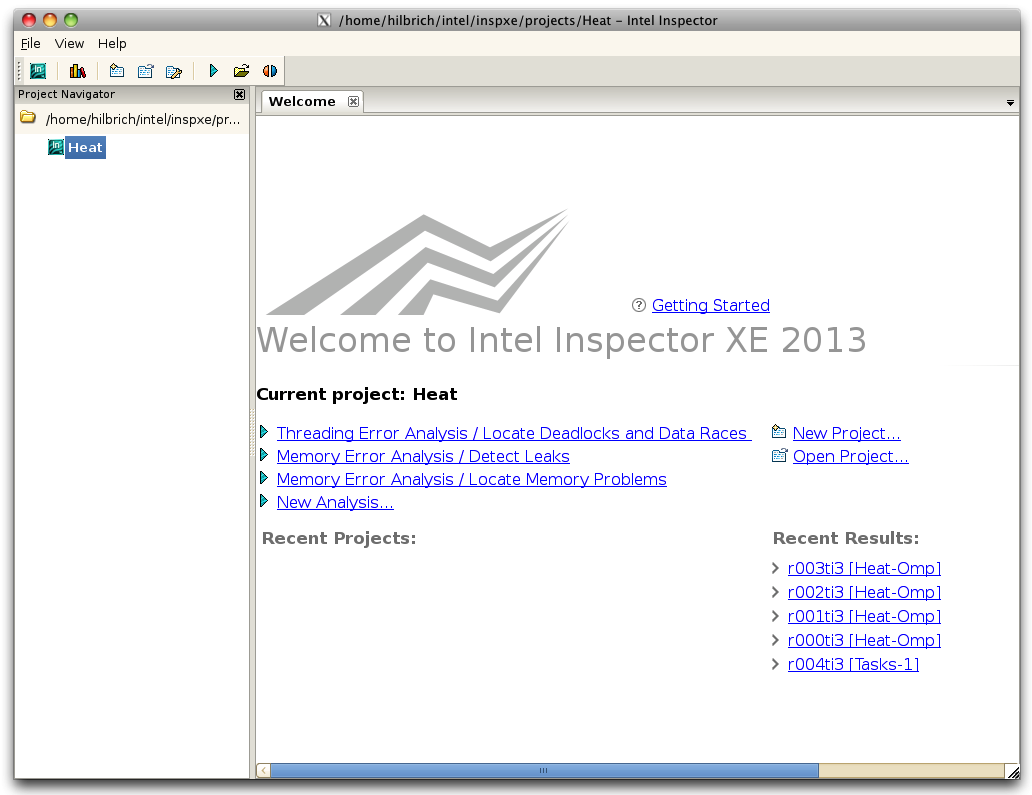 /home/hilbrich/intel/inspxe/projects/Heat - Intel Inspector
File View Help
Project Navigator
/home/hilbrich/intel/inspxe/pr...
Heat
Welcome
Getting Started
Welcome to Intel Inspector XE 2013
Current project: Heat
Threading Error Analysis / Locate Deadlocks and Data Races
Memory Error Analysis / Detect Leaks
Memory Error Analysis / Locate Memory Problems
New Analysis...
New Project...
Open Project...
Recent Projects:
Recent Results:
r003ti3 [Heat-Omp]
r002ti3 [Heat-Omp]
r001ti3 [Heat-Omp]
r000ti3 [Heat-Omp]
r004ti3 [Tasks-1]